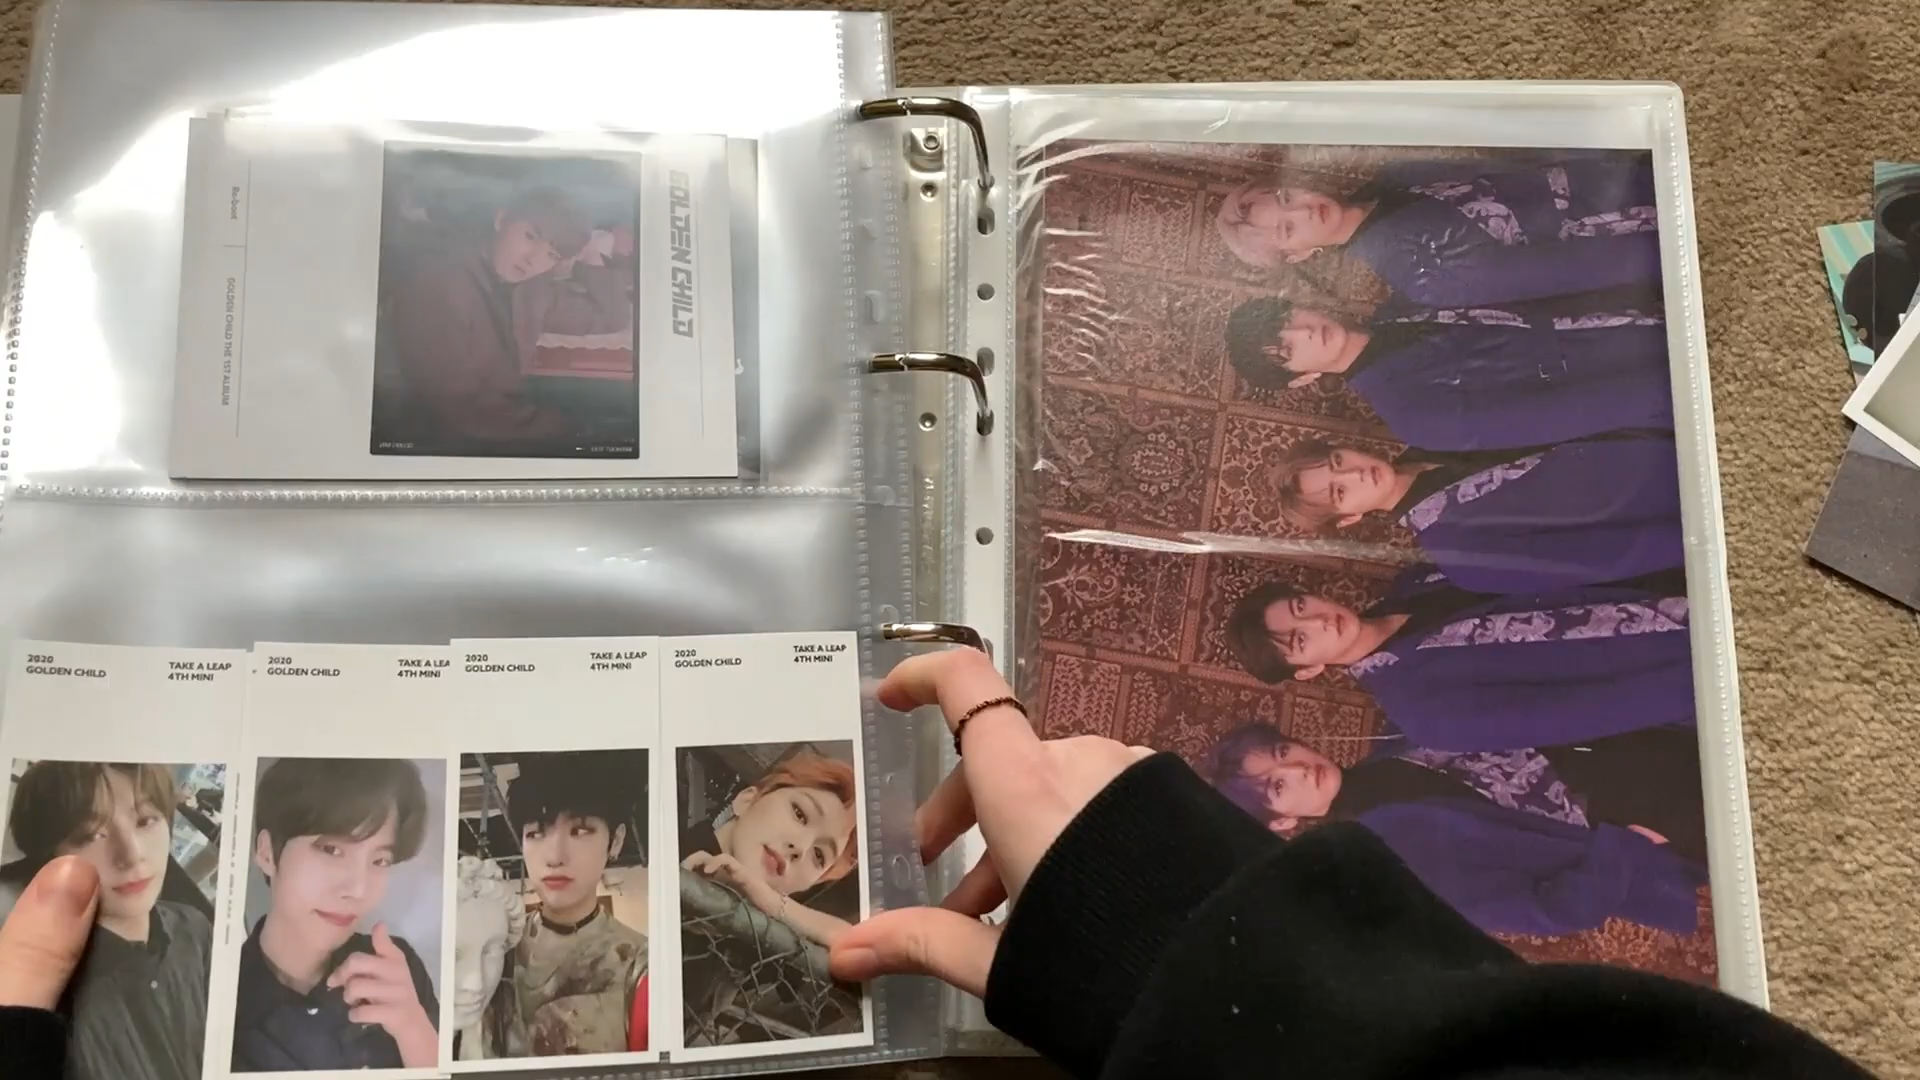 GOLDEN CHILD
Re-boot
GOLDEN CHILD THE 1ST ALBUM
2020
GOLDEN CHILD
TAKE A LEAP
4TH MINI
2020
GOLDEN CHILD
TAKE A LEA
4TH MINI
2020
GOLDEN CHILD
TAKE A LEAP
4TH MINI
2020
GOLDEN CHILD
TAKE A LEAP
4TH MINI